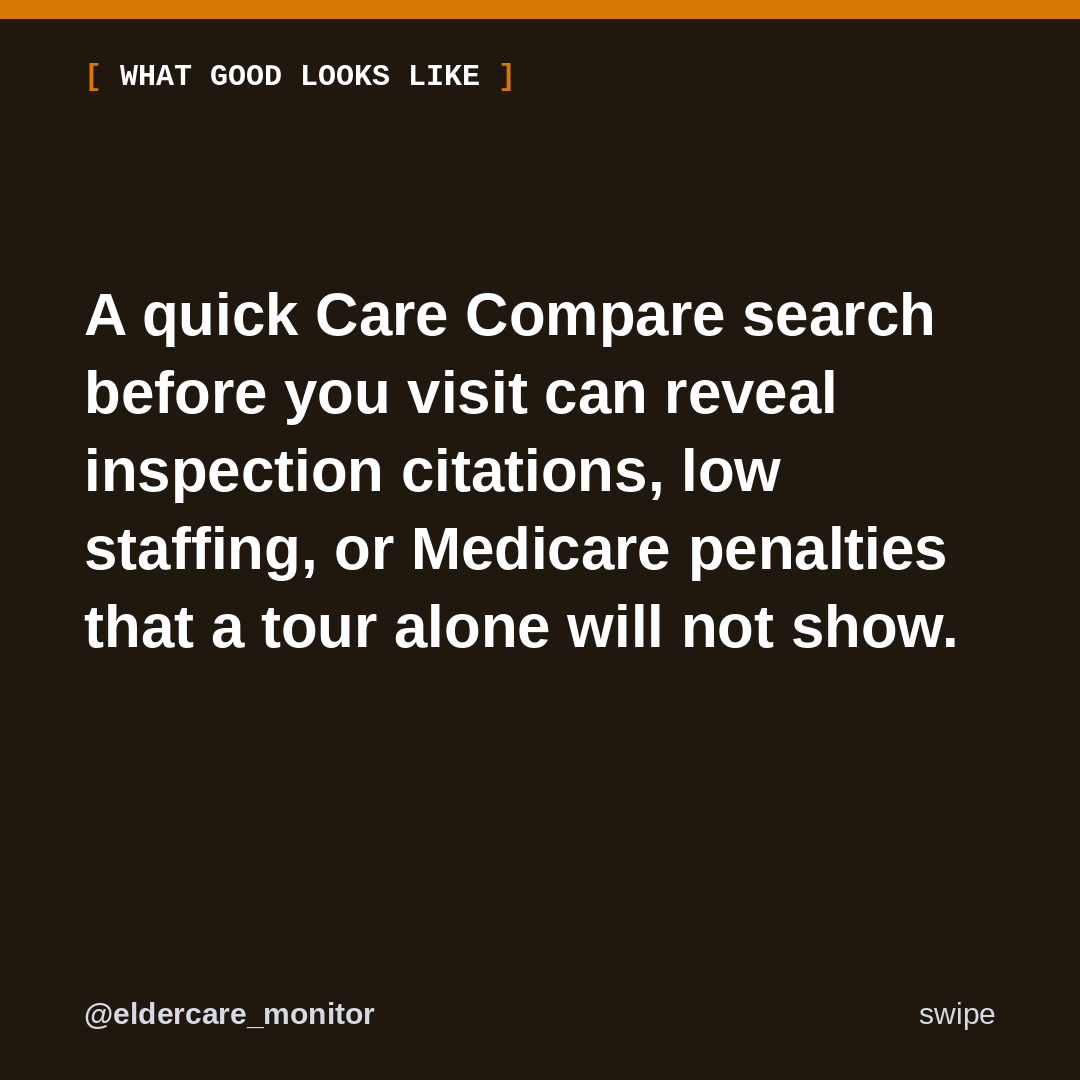 [ WHAT GOOD LOOKS LIKE ]
A quick Care Compare search
before you visit can reveal
inspection citations, low
staffing, or Medicare penalties
that a tour alone will not show.
@eldercare_monitor
swipe